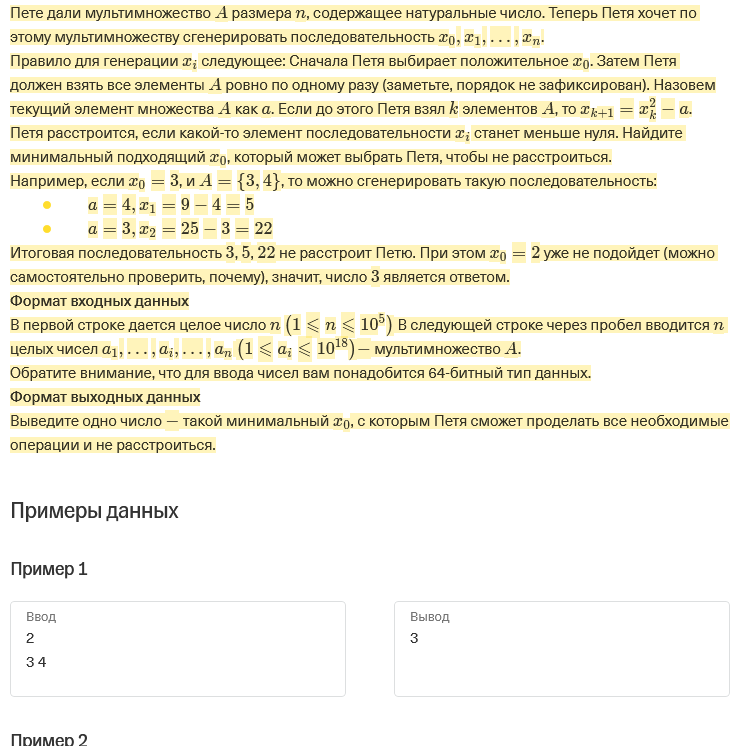 Пете дали мультимножество A размера n, содержащее натуральные число. Теперь Петя хочет по
этому мультимножеству сгенерировать последовательность x₀, x₁, …, xₙ.
Правило для генерации xᵢ следующее: Сначала Петя выбирает положительное x₀. Затем Петя
должен взять все элементы A ровно по одному разу (заметьте, порядок не зафиксирован). Назовем
текущий элемент множества A как a. Если до этого Петя взял k элементов A, то xₖ₊₁ = xₖ² − a.
Петя расстроится, если какой-то элемент последовательности xᵢ станет меньше нуля. Найдите
минимальный подходящий x₀, который может выбрать Петя, чтобы не расстроиться.
Например, если x₀ = 3, и A = {3, 4}, то можно сгенерировать такую последовательность:
● a = 4, x₁ = 9 − 4 = 5
● a = 3, x₂ = 25 − 3 = 22
Итоговая последовательность 3, 5, 22 не расстроит Петю. При этом x₀ = 2 уже не подойдет (можно
самостоятельно проверить, почему), значит, число 3 является ответом.
Формат входных данных
В первой строке дается целое число n (1 ⩽ n ⩽ 10⁵) В следующей строке через пробел вводится n
целых чисел a₁, …, aᵢ, …, aₙ (1 ⩽ aᵢ ⩽ 10¹⁸) − мультимножество A.
Обратите внимание, что для ввода чисел вам понадобится 64-битный тип данных.
Формат выходных данных
Выведите одно число − такой минимальный x₀, с которым Петя сможет проделать все необходимые
операции и не расстроиться.
Примеры данных
Пример 1
Ввод
2
3 4
Вывод
3
Пример 2